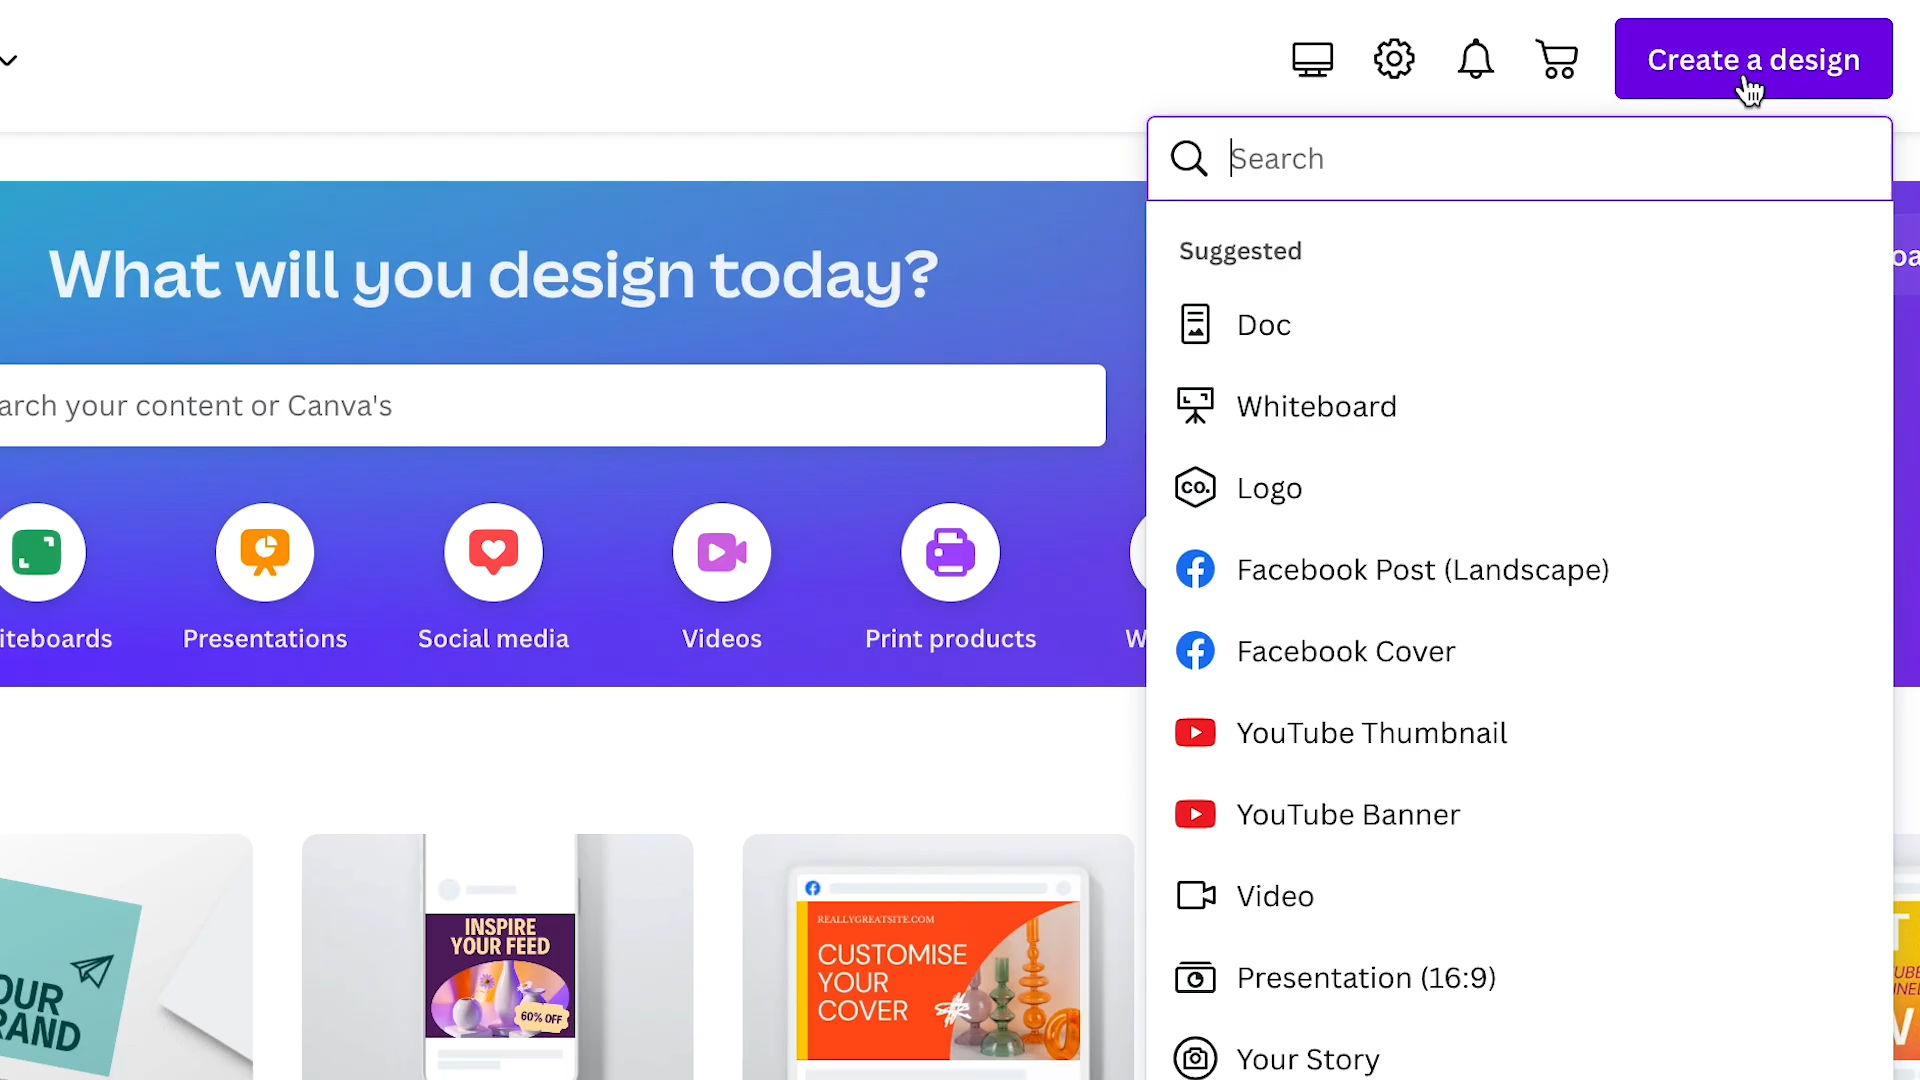 Create a design
Search
Suggested
What will you design today?
Doc
Whiteboard
arch your content or Canva's
Logo
CO.
Facebook Post (Landscape)
iteboards
Presentations
Social media
Videos
Print products
W
Facebook Cover
YouTube Thumbnail
YouTube Banner
Video
Presentation (16:9)
Your Story
OUR
RAND
INSPIRE
YOUR FEED
60% OFF
REALLYGREATSITE.COM
CUSTOMISE
YOUR
COVER